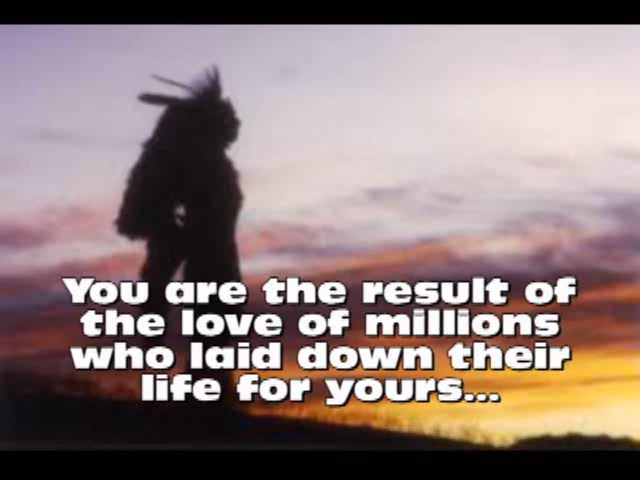 You are the result of
the love of millions
who laid down their
life for yours...